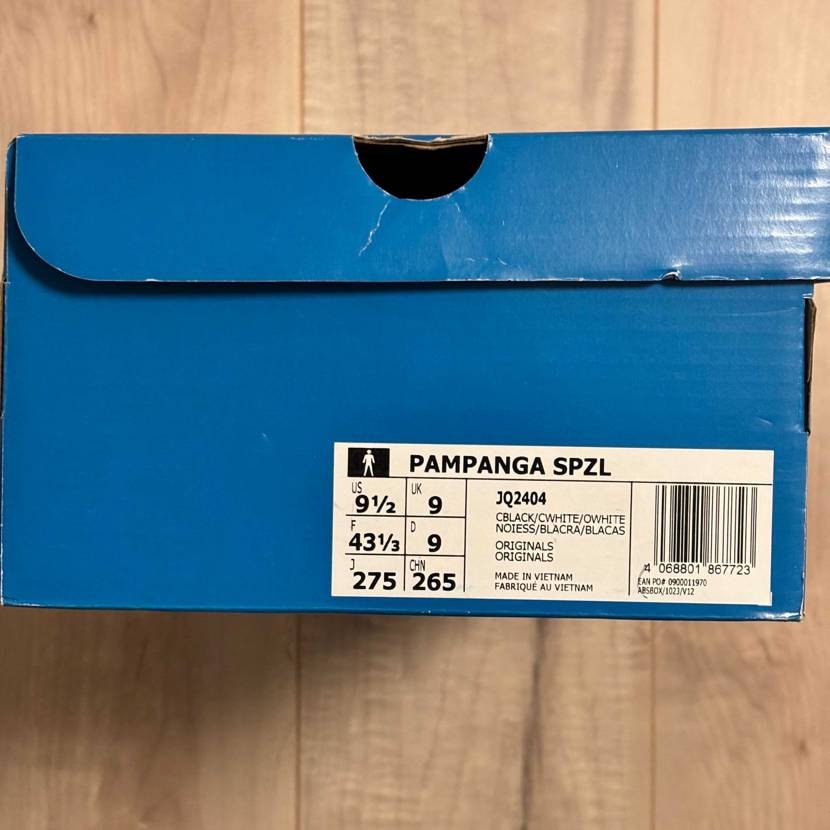 PAMPANGA SPZL
US 9½ UK 9
F 43⅓ D 9
J 275 CHN 265
JQ2404
CBLACK/CWHITE/OWHITE
NOIESS/BLACRA/BLACAS
ORIGINALS
ORIGINALS
MADE IN VIETNAM
FABRIQUÉ AU VIETNAM
4 068801 867723
EAN PO# 0900011970
ABSBOX/1023/V12